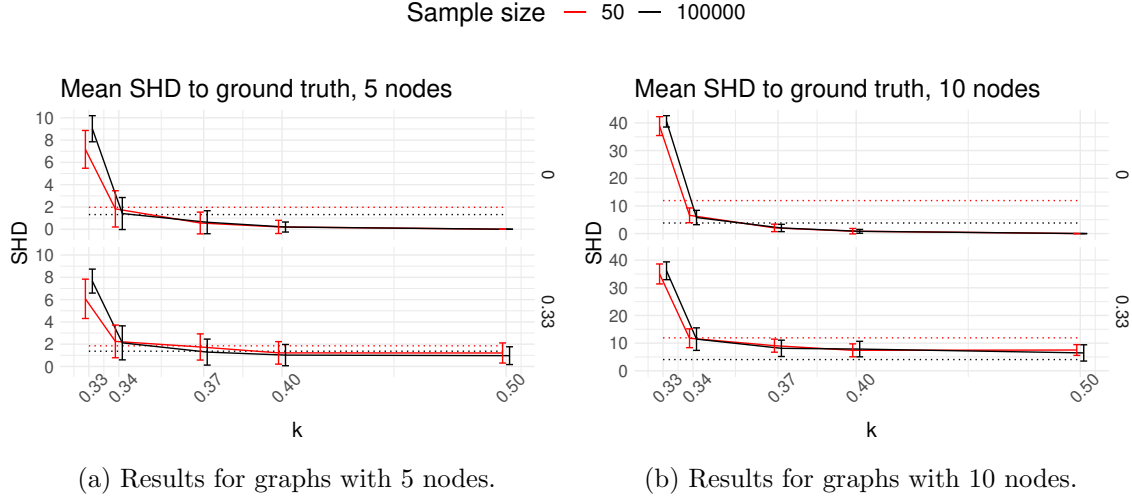 Sample size 50 100000
Mean SHD to ground truth, 5 nodes
10
8
6
4
2
0
0
10
8
6
4
2
0
0.33
SHD
0.33 0.34 0.37 0.40 0.50
k
(a) Results for graphs with 5 nodes.
Mean SHD to ground truth, 10 nodes
40
30
20
10
0
0
40
30
20
10
0
0.33
SHD
0.33 0.34 0.37 0.40 0.50
k
(b) Results for graphs with 10 nodes.